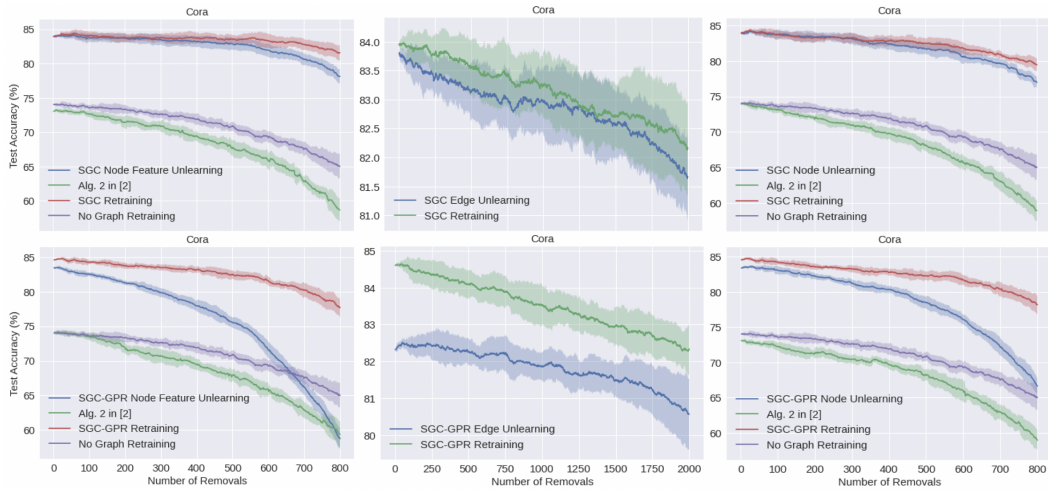 Cora
Test Accuracy (%)
85
80
75
70
65
60
SGC Node Feature Unlearning
Alg. 2 in [2]
SGC Retraining
No Graph Retraining
Cora
84.0
83.5
83.0
82.5
82.0
81.5
81.0
SGC Edge Unlearning
SGC Retraining
Cora
85
80
75
70
65
60
SGC Node Unlearning
Alg. 2 in [2]
SGC Retraining
No Graph Retraining
Cora
Test Accuracy (%)
85
80
75
70
65
60
SGC-GPR Node Feature Unlearning
Alg. 2 in [2]
SGC-GPR Retraining
No Graph Retraining
0 100 200 300 400 500 600 700 800
Number of Removals
Cora
85
84
83
82
81
80
SGC-GPR Edge Unlearning
SGC-GPR Retraining
0 250 500 750 1000 1250 1500 1750 2000
Number of Removals
Cora
85
80
75
70
65
60
SGC-GPR Node Unlearning
Alg. 2 in [2]
SGC-GPR Retraining
No Graph Retraining
0 100 200 300 400 500 600 700 800
Number of Removals